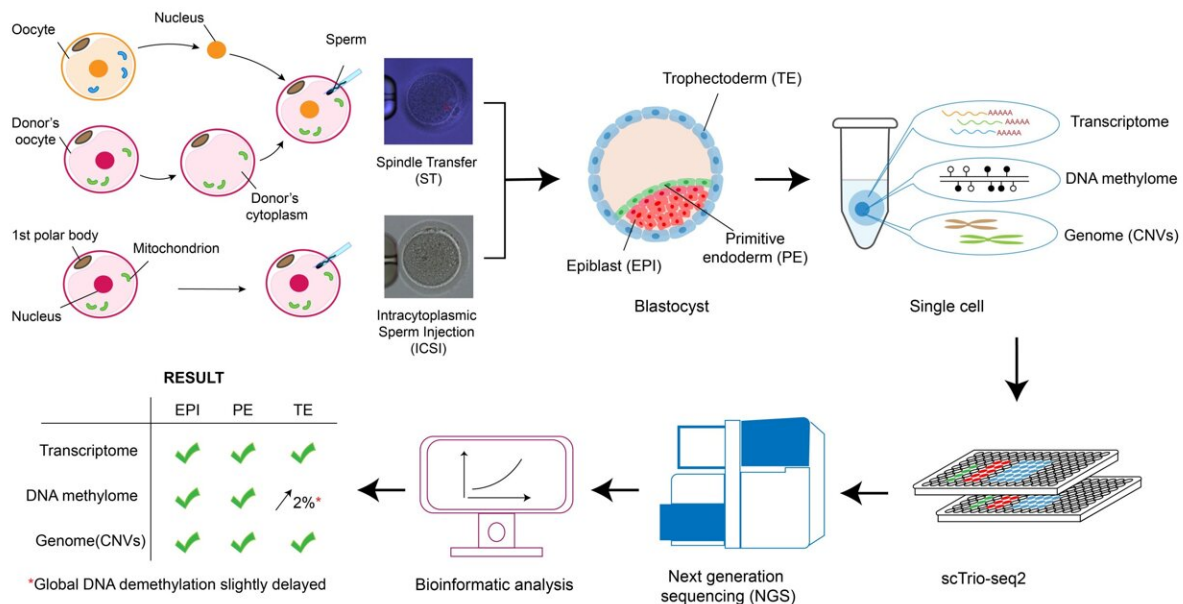 Oocyte
Nucleus
Sperm
Donor's
oocyte
Donor's
cytoplasm
Spindle Transfer
(ST)
1st polar body
Mitochondrion
Nucleus
Intracytoplasmic
Sperm Injection
(ICSI)
Trophectoderm (TE)
Primitive
endoderm (PE)
Epiblast (EPI)
Blastocyst
AAAAA
AAAAA
AAAAA
Transcriptome
DNA methylome
Genome (CNVs)
Single cell
scTrio-seq2
Next generation
sequencing (NGS)
Bioinformatic analysis
RESULT
EPI PE TE
Transcriptome
DNA methylome 2%*
Genome(CNVs)
*Global DNA demethylation slightly delayed